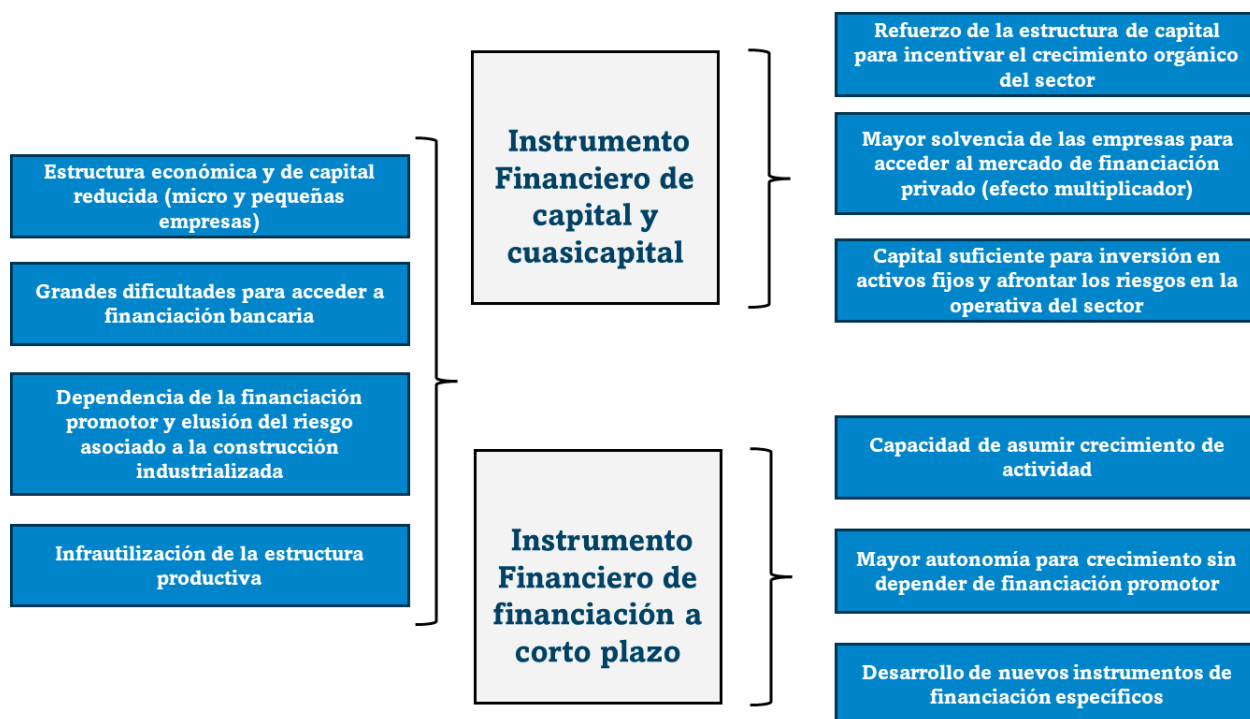 Estructura económica y de capital
reducida (micro y pequeñas
empresas)
Grandes dificultades para acceder a
financiación bancaria
Dependencia de la financiación
promotor y elusión del riesgo
asociado a la construcción
industrializada
Infrautilización de la estructura
productiva
Instrumento
Financiero de
capital y
cuasicapital
Refuerzo de la estructura de capital
para incentivar el crecimiento orgánico
del sector
Mayor solvencia de las empresas para
acceder al mercado de financiación
privado (efecto multiplicador)
Capital suficiente para inversión en
activos fijos y afrontar los riesgos en la
operativa del sector
Instrumento
Financiero de
financiación a
corto plazo
Capacidad de asumir crecimiento de
actividad
Mayor autonomía para crecimiento sin
depender de financiación promotor
Desarrollo de nuevos instrumentos de
financiación específicos